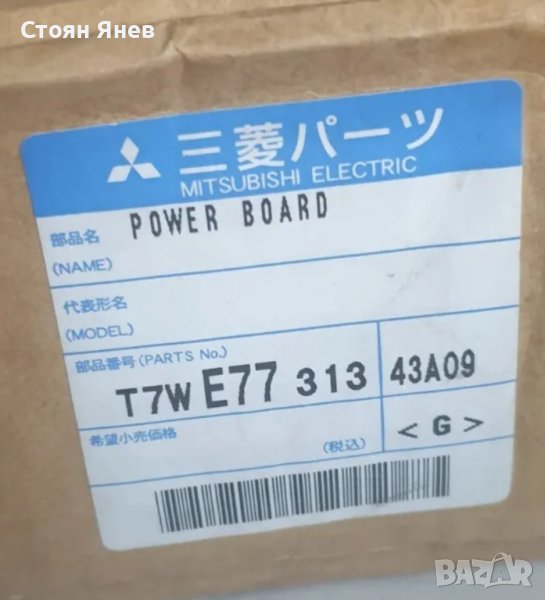 Стоян Янев
三菱パーツ
MITSUBISHI ELECTRIC
部品名 POWER BOARD
(NAME)
代表形名
(MODEL)
部品番号(PARTS No.)
T7W E77 313 43A09
希望小売価格 (税込) < G >
BAZAR